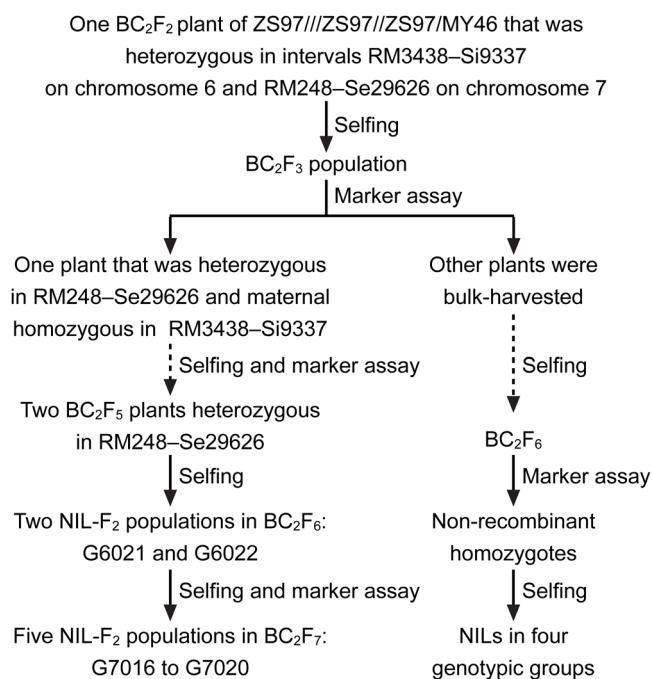 One BC₂F₂ plant of ZS97///ZS97//ZS97/MY46 that was
heterozygous in intervals RM3438–Si9337
on chromosome 6 and RM248–Se29626 on chromosome 7
Selfing
BC₂F₃ population
Marker assay
One plant that was heterozygous
in RM248–Se29626 and maternal
homozygous in RM3438–Si9337
Selfing and marker assay
Two BC₂F₅ plants heterozygous
in RM248–Se29626
Selfing
Two NIL-F₂ populations in BC₂F₆:
G6021 and G6022
Selfing and marker assay
Five NIL-F₂ populations in BC₂F₇:
G7016 to G7020
Other plants were
bulk-harvested
Selfing
BC₂F₆
Marker assay
Non-recombinant
homozygotes
Selfing
NILs in four
genotypic groups